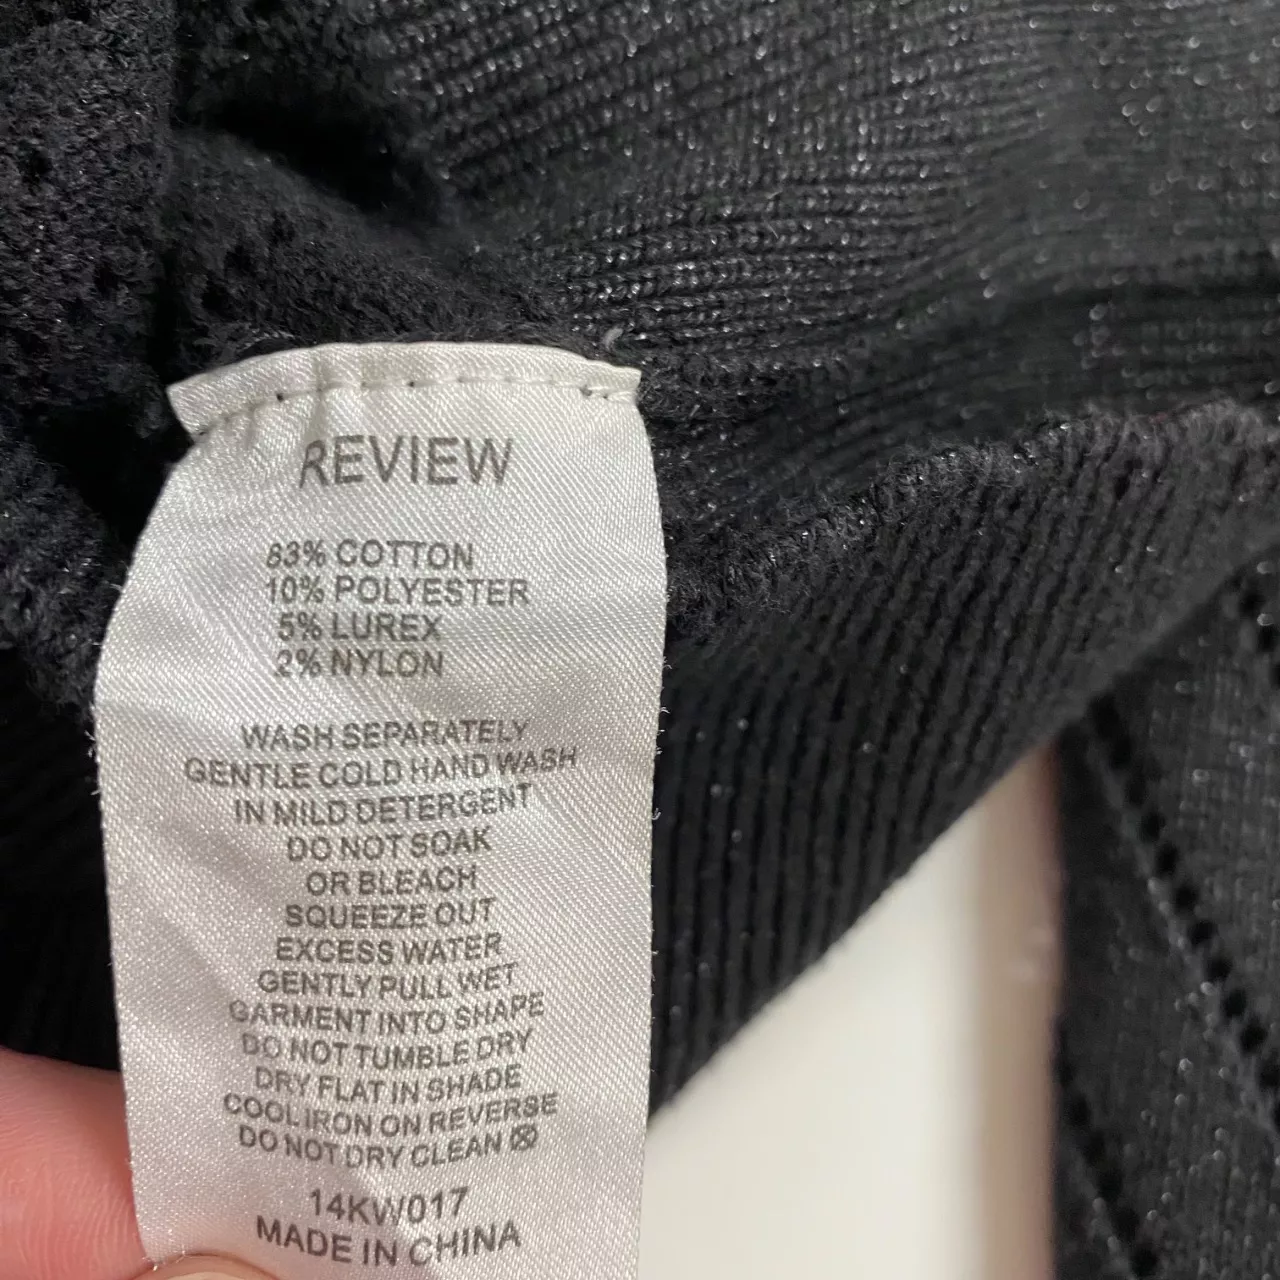 REVIEW
83% COTTON
10% POLYESTER
5% LUREX
2% NYLON
WASH SEPARATELY
GENTLE COLD HAND WASH
IN MILD DETERGENT
DO NOT SOAK
OR BLEACH
SQUEEZE OUT
EXCESS WATER
GENTLY PULL WET
GARMENT INTO SHAPE
DO NOT TUMBLE DRY
DRY FLAT IN SHADE
COOL IRON ON REVERSE
DO NOT DRY CLEAN
14KW017
MADE IN CHINA